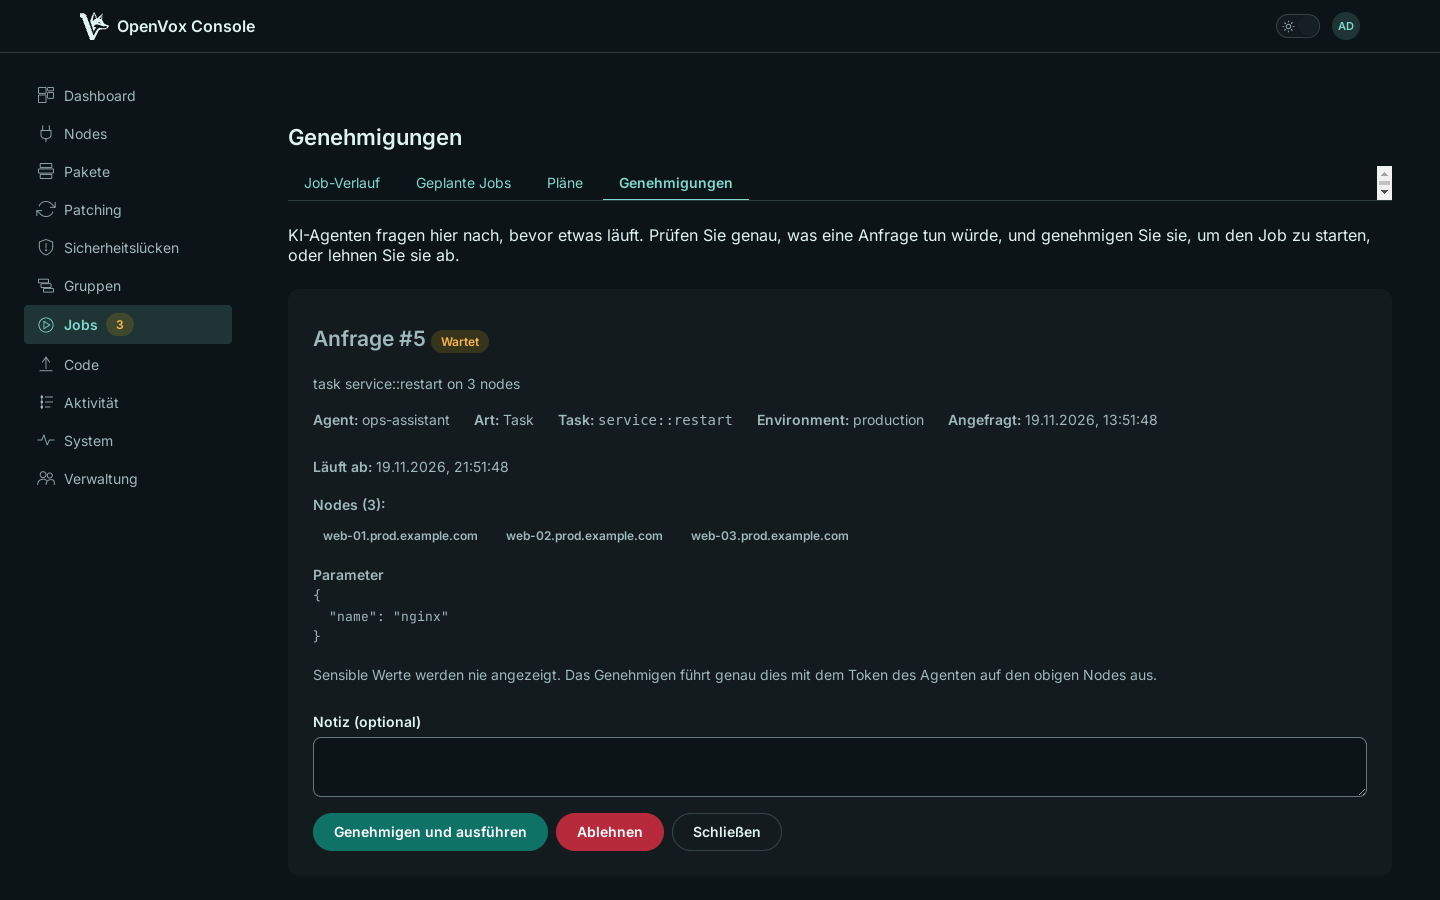 OpenVox Console
AD
Dashboard
Nodes
Pakete
Patching
Sicherheitslücken
Gruppen
Jobs 3
Code
Aktivität
System
Verwaltung
Genehmigungen
Job-Verlauf Geplante Jobs Pläne Genehmigungen
KI-Agenten fragen hier nach, bevor etwas läuft. Prüfen Sie genau, was eine Anfrage tun würde, und genehmigen Sie sie, um den Job zu starten,
oder lehnen Sie sie ab.
Anfrage #5 Wartet
task service::restart on 3 nodes
Agent: ops-assistant Art: Task Task: service::restart Environment: production Angefragt: 19.11.2026, 13:51:48
Läuft ab: 19.11.2026, 21:51:48
Nodes (3):
web-01.prod.example.com web-02.prod.example.com web-03.prod.example.com
Parameter
{
"name": "nginx"
}
Sensible Werte werden nie angezeigt. Das Genehmigen führt genau dies mit dem Token des Agenten auf den obigen Nodes aus.
Notiz (optional)
Genehmigen und ausführen Ablehnen Schließen